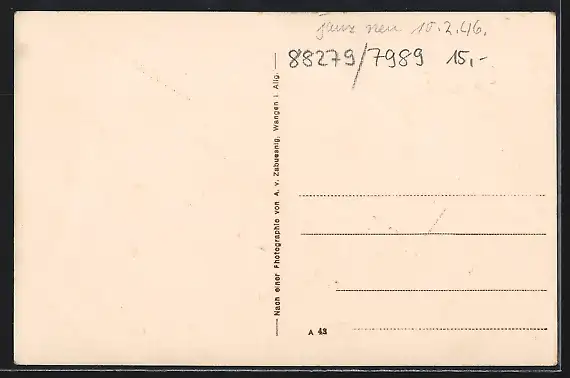 ganz neu 10.2.46.
88279/7989 15,-
Nach einer Photographie von A. v. Zabuesnig, Wangen i. Allg.
A 43